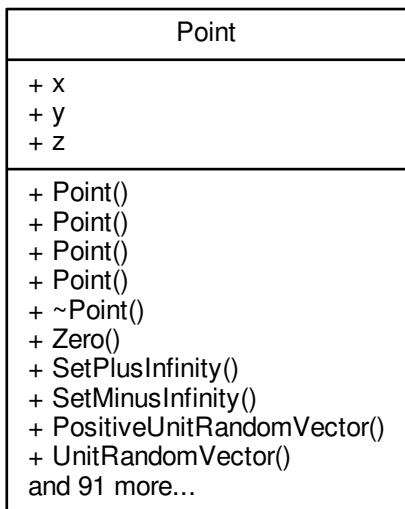 Point
+ x
+ y
+ z
+ Point()
+ Point()
+ Point()
+ Point()
+ ~Point()
+ Zero()
+ SetPlusInfinity()
+ SetMinusInfinity()
+ PositiveUnitRandomVector()
+ UnitRandomVector()
and 91 more...